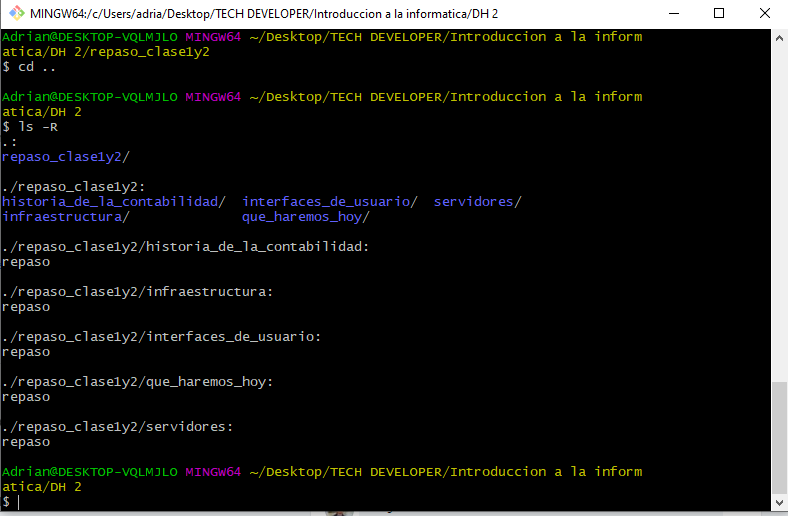 MINGW64:/c/Users/adria/Desktop/TECH DEVELOPER/Introduccion a la informatica/DH 2
Adrian@DESKTOP-VQLMJLO MINGW64 ~/Desktop/TECH DEVELOPER/Introduccion a la inform
atica/DH 2/repaso_clase1y2
$ cd ..
Adrian@DESKTOP-VQLMJLO MINGW64 ~/Desktop/TECH DEVELOPER/Introduccion a la inform
atica/DH 2
$ ls -R
.:
repaso_clase1y2/
./repaso_clase1y2:
historia_de_la_contabilidad/  interfaces_de_usuario/  servidores/
infraestructura/              que_haremos_hoy/
./repaso_clase1y2/historia_de_la_contabilidad:
repaso
./repaso_clase1y2/infraestructura:
repaso
./repaso_clase1y2/interfaces_de_usuario:
repaso
./repaso_clase1y2/que_haremos_hoy:
repaso
./repaso_clase1y2/servidores:
repaso
Adrian@DESKTOP-VQLMJLO MINGW64 ~/Desktop/TECH DEVELOPER/Introduccion a la inform
atica/DH 2
$